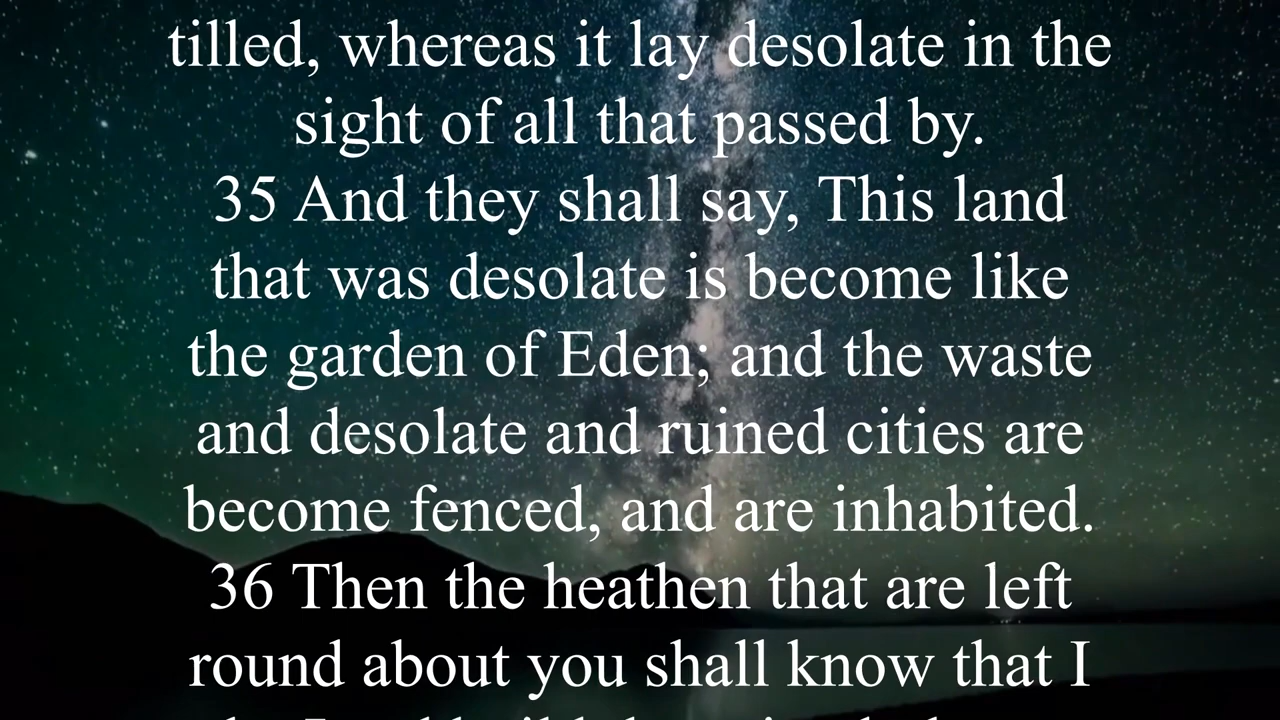 tilled, whereas it lay desolate in the
sight of all that passed by.
35 And they shall say, This land
that was desolate is become like
the garden of Eden; and the waste
and desolate and ruined cities are
become fenced, and are inhabited.
36 Then the heathen that are left
round about you shall know that I